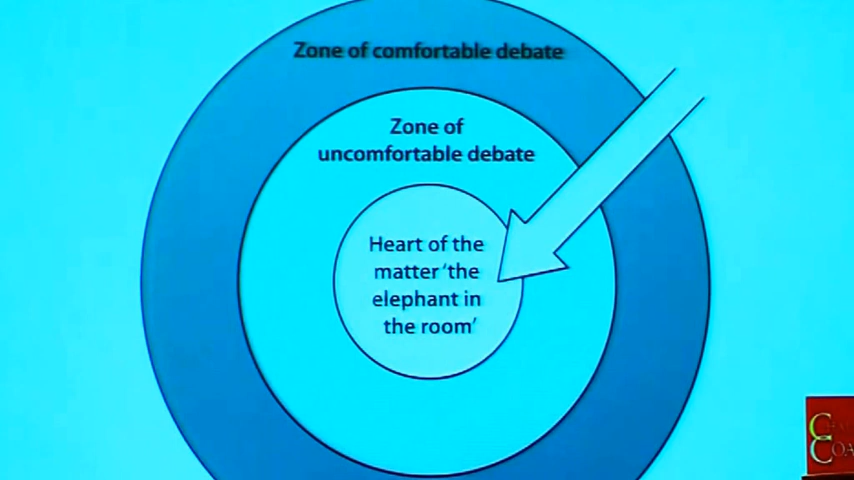 Zone of comfortable debate
Zone of
uncomfortable debate
Heart of the
matter 'the
elephant in
the room'